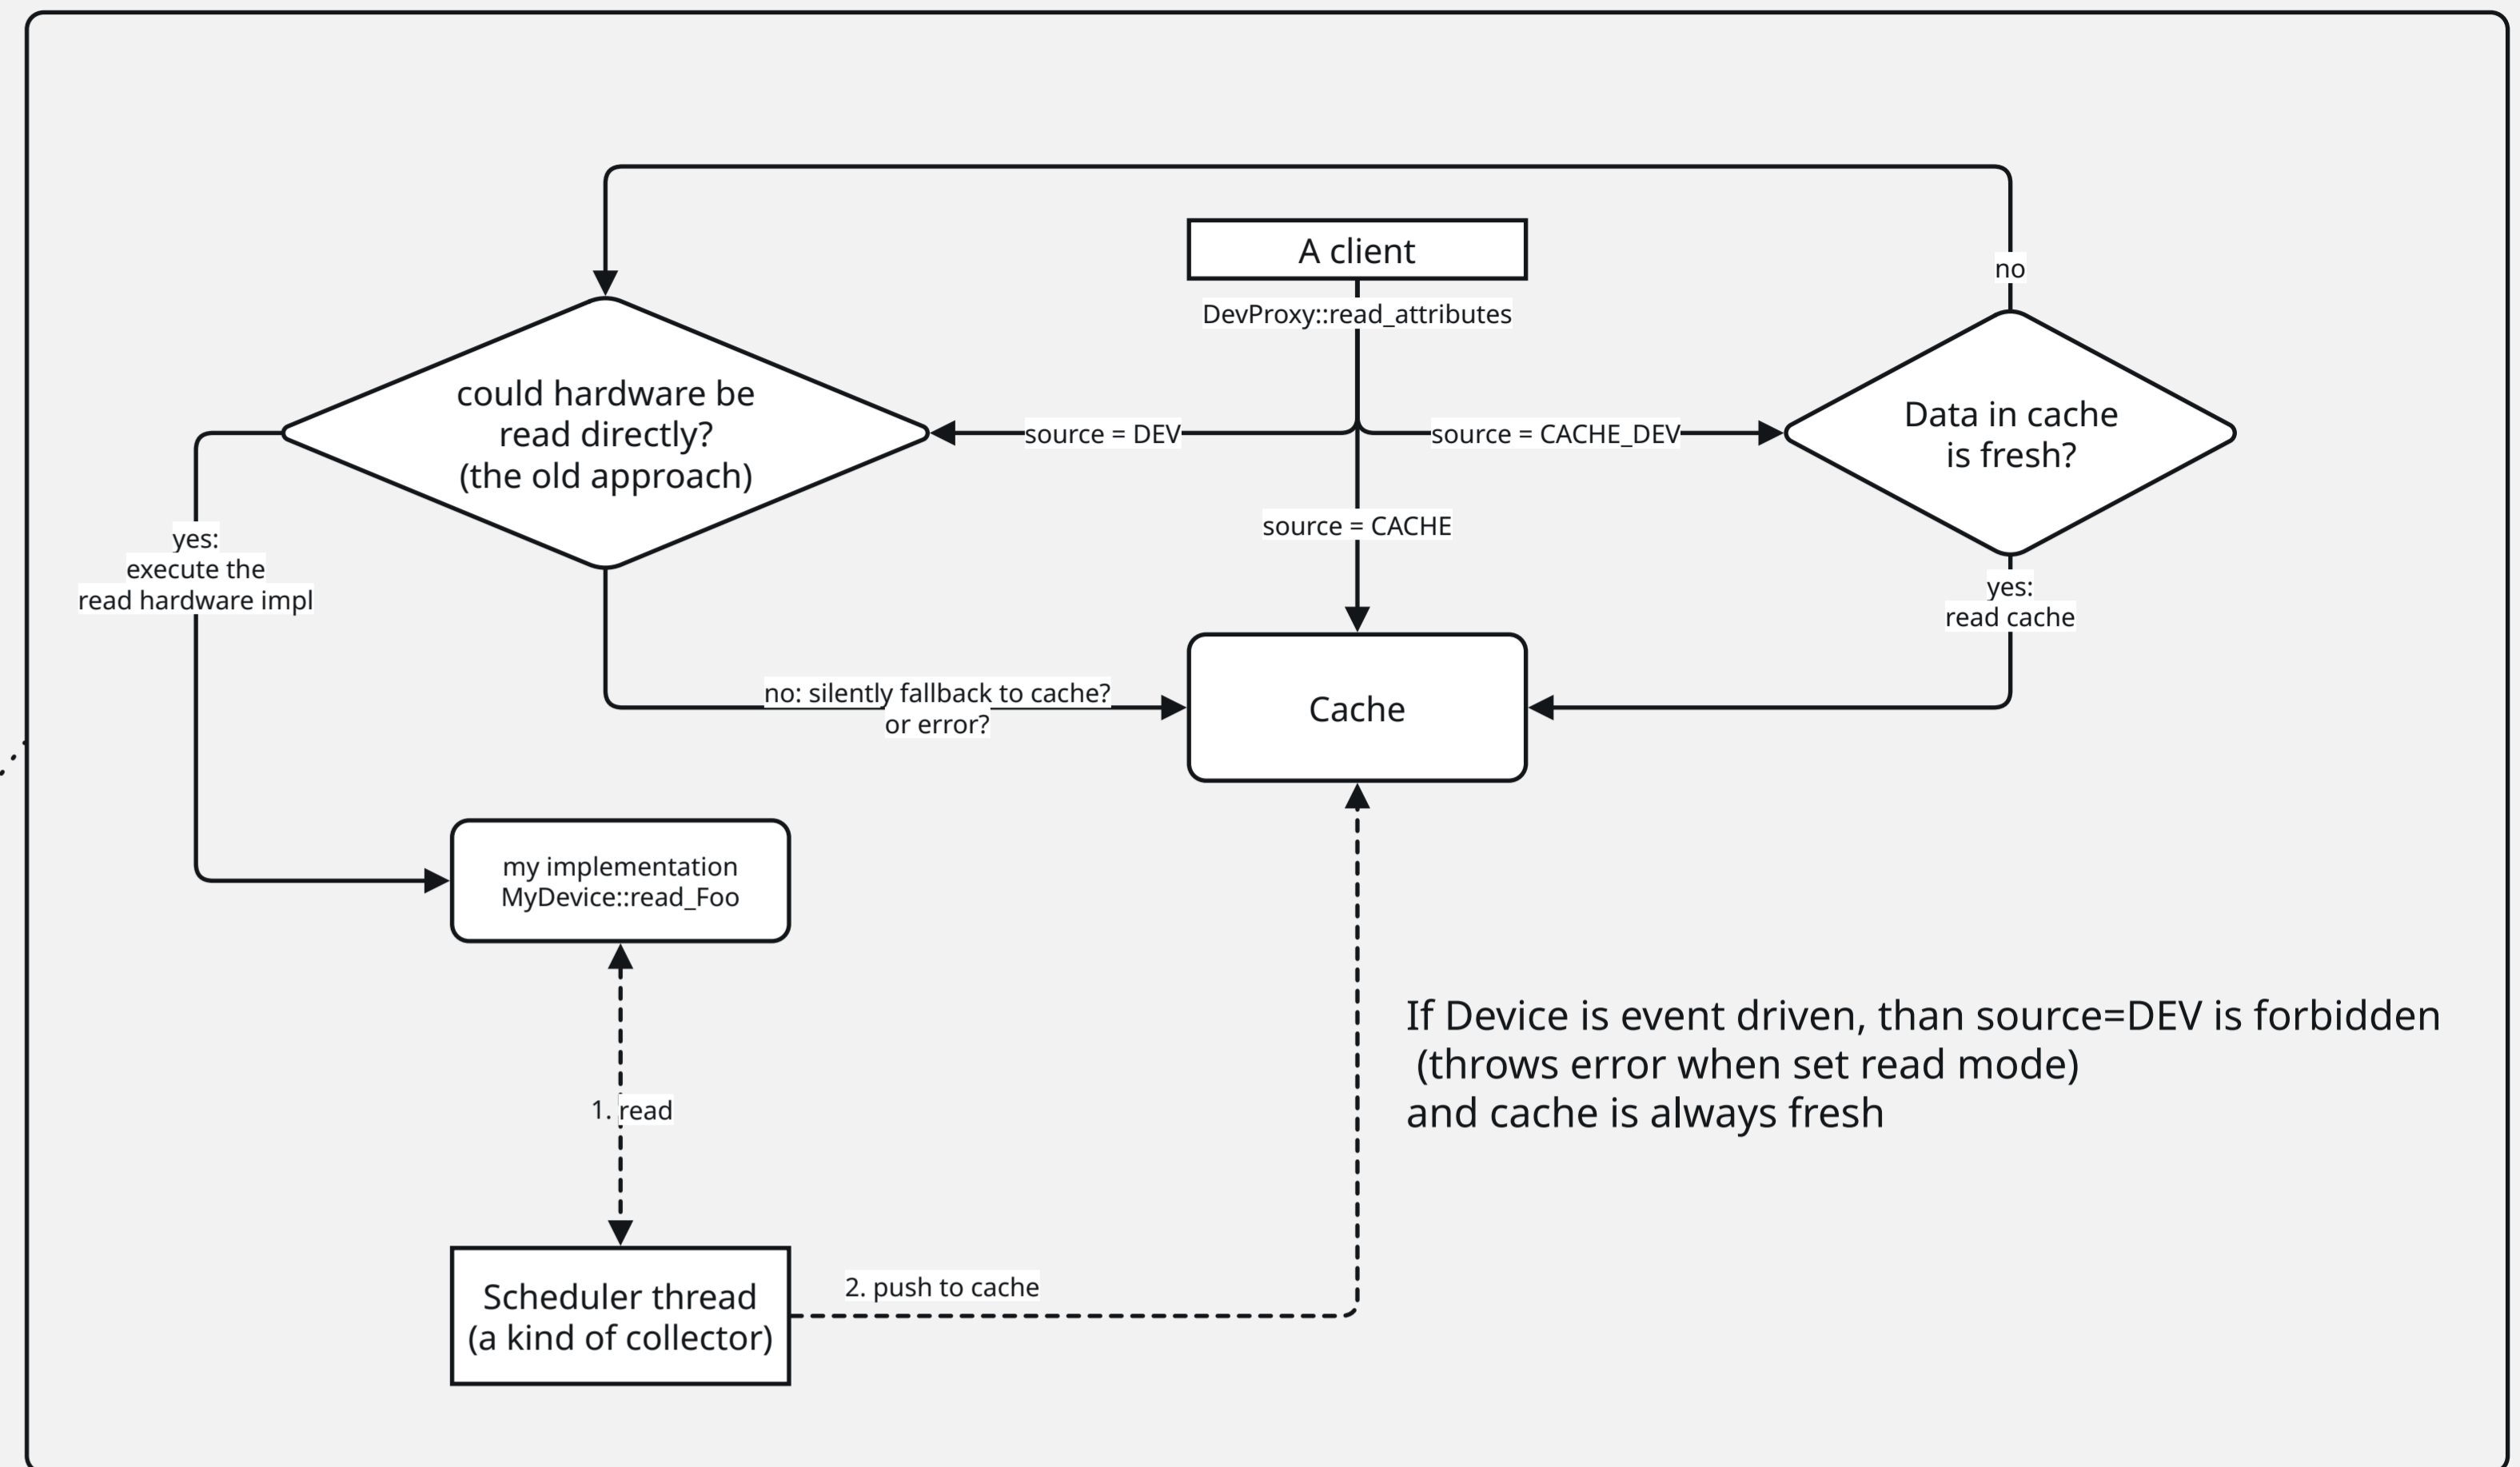 A client
DevProxy::read_attributes
no
could hardware be
read directly?
(the old approach)
source = DEV
source = CACHE_DEV
Data in cache
is fresh?
source = CACHE
yes:
execute the
read hardware impl
yes:
read cache
no: silently fallback to cache?
or error?
Cache
my implementation
MyDevice::read_Foo
If Device is event driven, than source=DEV is forbidden
(throws error when set read mode)
and cache is always fresh
1. read
Scheduler thread
(a kind of collector)
2. push to cache